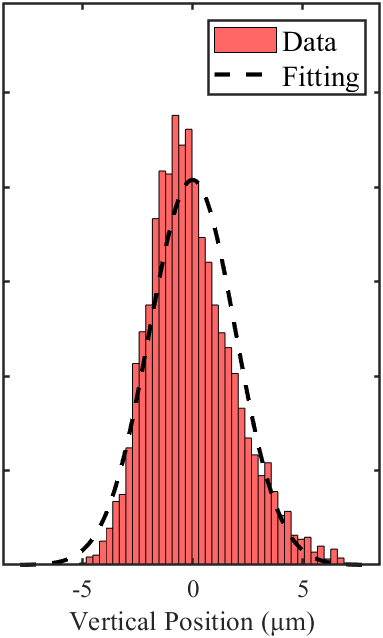 Data
Fitting
-5 0 5
Vertical Position (μm)